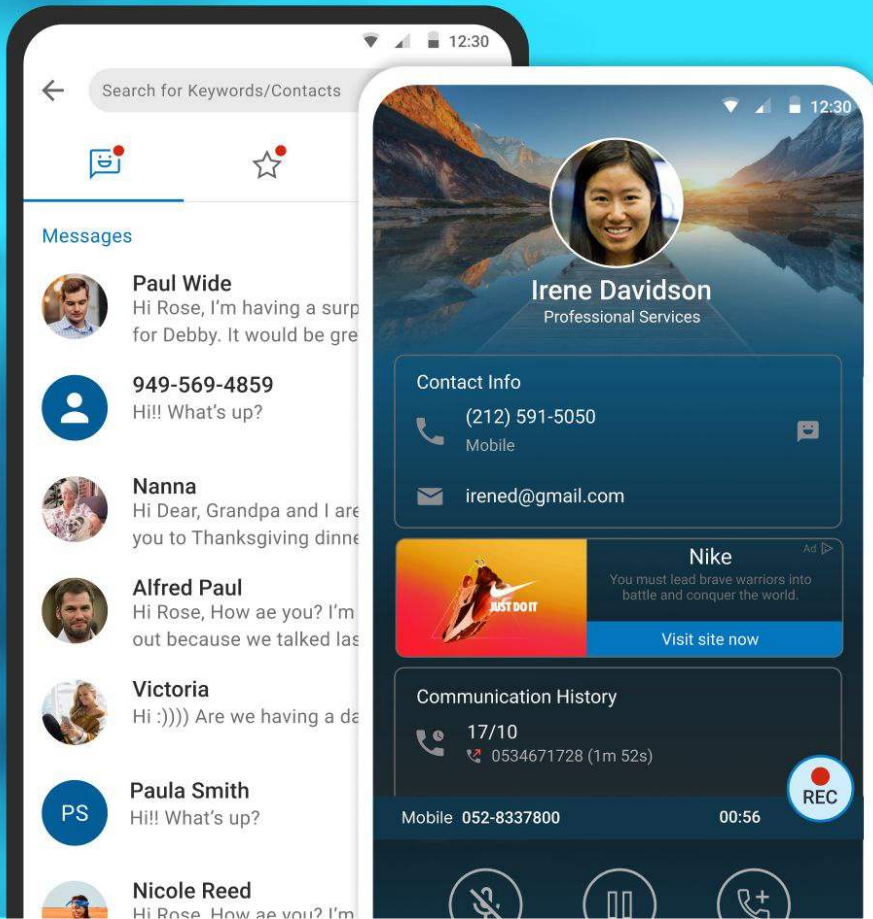 12:30
Search for Keywords/Contacts
Messages
Paul Wide
Hi Rose, I'm having a surp
for Debby. It would be gre
949-569-4859
Hi!! What's up?
Nanna
Hi Dear, Grandpa and I are
you to Thanksgiving dinne
Alfred Paul
Hi Rose, How ae you? I'm
out because we talked las
Victoria
Hi :)))) Are we having a da
PS
Paula Smith
Hi!! What's up?
Nicole Reed
Hi Rose, How ae you? I'm
12:30
Irene Davidson
Professional Services
Contact Info
(212) 591-5050
Mobile
irened@gmail.com
JUST DO IT
Nike
Ad
You must lead brave warriors into
battle and conquer the world.
Visit site now
Communication History
17/10
0534671728 (1m 52s)
REC
Mobile 052-8337800 00:56